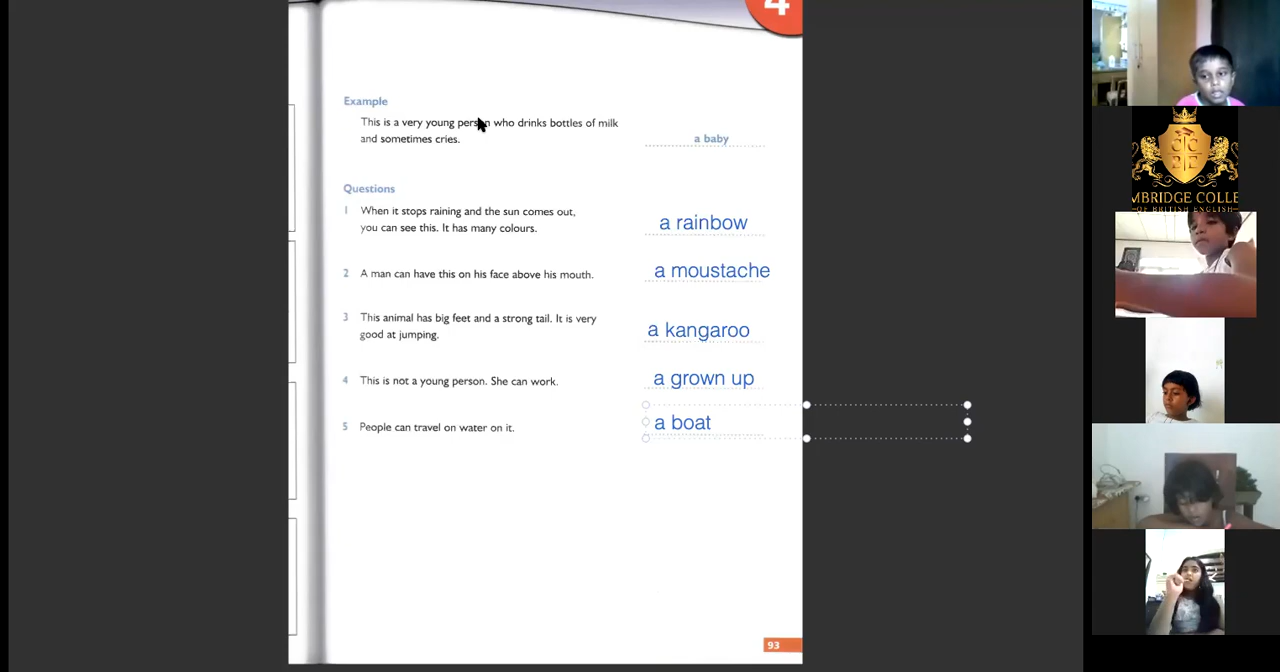 4
Example
This is a very young person who drinks bottles of milk
and sometimes cries.
a baby
Questions
1 When it stops raining and the sun comes out,
you can see this. It has many colours.
a rainbow
2 A man can have this on his face above his mouth.
a moustache
3 This animal has big feet and a strong tail. It is very
good at jumping.
a kangaroo
4 This is not a young person. She can work.
a grown up
5 People can travel on water on it.
a boat
93
CCBE
MBRIDGE COLLE
OF BRITISH ENGLISH